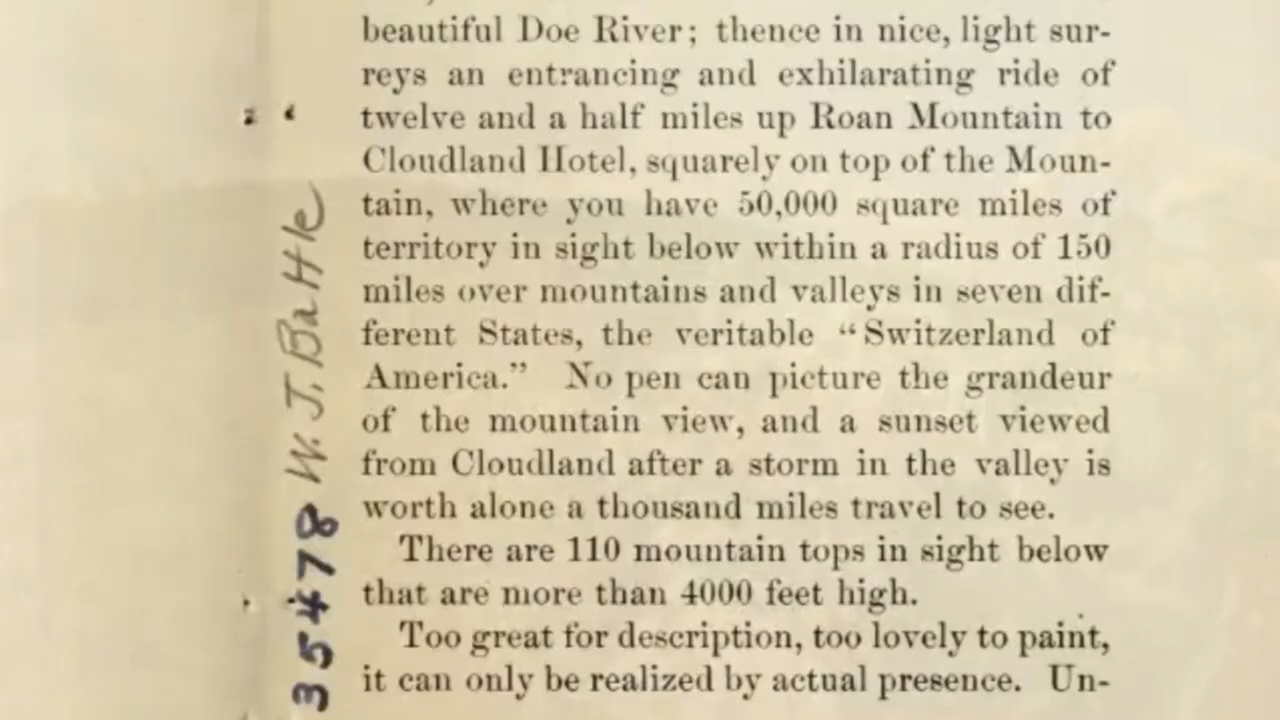 beautiful Doe River; thence in nice, light sur-
reys an entrancing and exhilarating ride of
twelve and a half miles up Roan Mountain to
Cloudland Hotel, squarely on top of the Moun-
tain, where you have 50,000 square miles of
territory in sight below within a radius of 150
miles over mountains and valleys in seven dif-
ferent States, the veritable “Switzerland of
America.” No pen can picture the grandeur
of the mountain view, and a sunset viewed
from Cloudland after a storm in the valley is
worth alone a thousand miles travel to see.
There are 110 mountain tops in sight below
that are more than 4000 feet high.
Too great for description, too lovely to paint,
it can only be realized by actual presence. Un-
35478 W. J. Battle